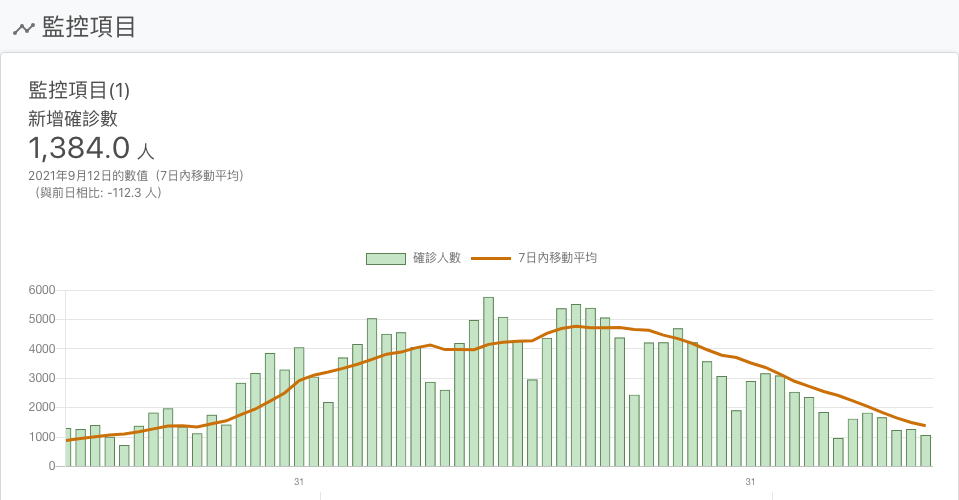 監控項目
監控項目(1)
新增確診數
1,384.0 人
2021年9月12日的數值（7日內移動平均）
（與前日相比: -112.3 人）
確診人數 7日內移動平均
6000
5000
4000
3000
2000
1000
0
31 31